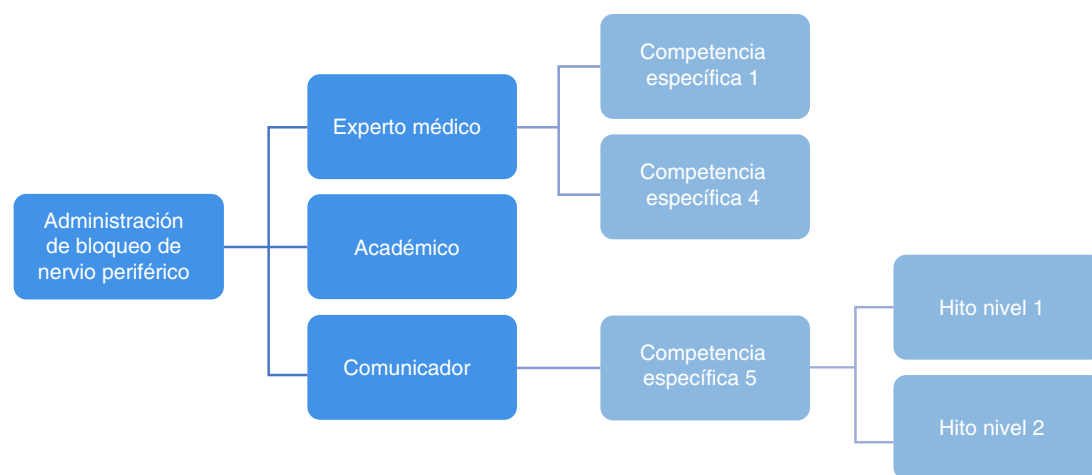 Administración
de bloqueo de
nervio periférico
Experto médico
Académico
Comunicador
Competencia
específica 1
Competencia
específica 4
Competencia
específica 5
Hito nivel 1
Hito nivel 2